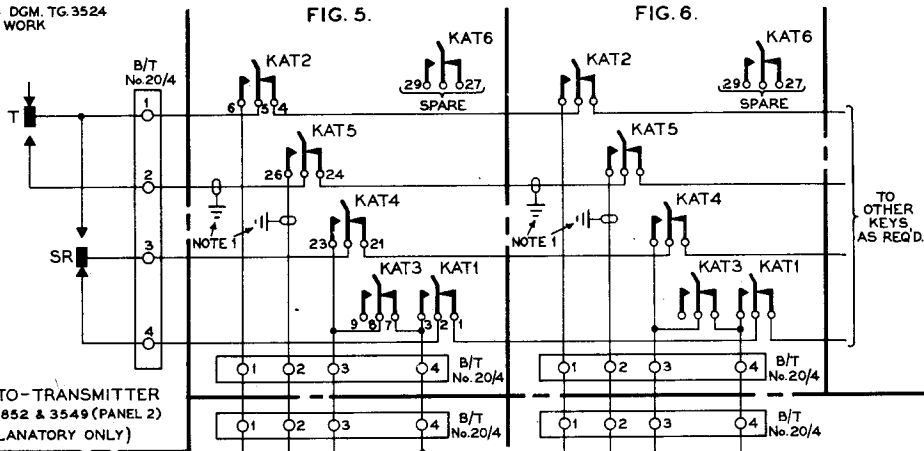 DGM. TG.3524
WORK
FIG. 5.
FIG. 6.
B/T
No.20/4
1
2
3
4
T
SR
KAT2
6 5 4
KAT6
29 27
SPARE
KAT5
26 24
NOTE 1
KAT4
23 21
KAT3
9 8 7
KAT1
3 2 1
1 2 3 4
B/T
No.20/4
1 2 3 4
B/T
No.20/4
KAT2
KAT6
29 27
SPARE
KAT5
NOTE 1
KAT4
KAT3
KAT1
1 2 3 4
B/T
No.20/4
1 2 3 4
B/T
No.20/4
TO
OTHER
KEYS,
AS REQ'D.
TO-TRANSMITTER
852 & 3549 (PANEL 2)
LANATORY ONLY)